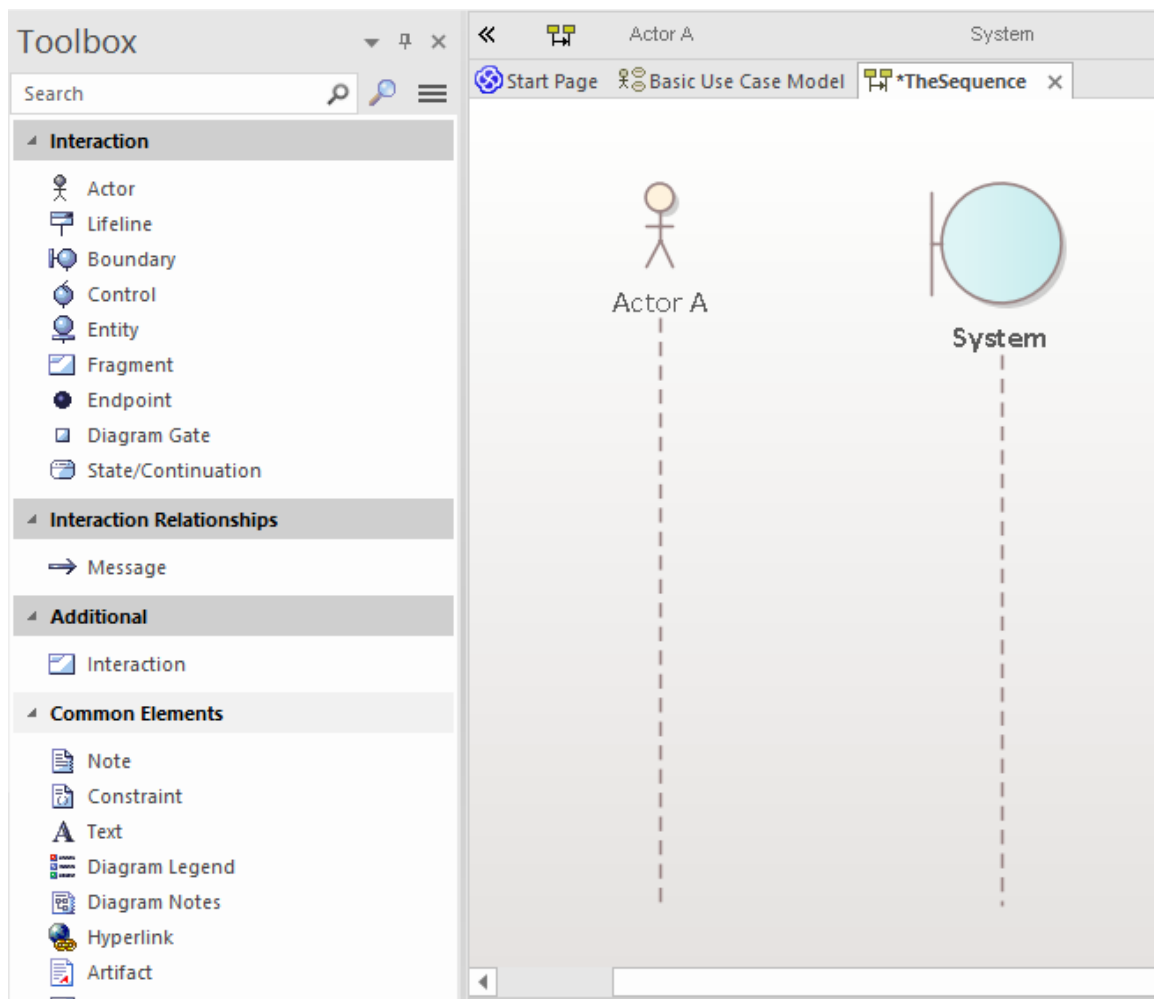 Toolbox
Search
Interaction
Actor
Lifeline
Boundary
Control
Entity
Fragment
Endpoint
Diagram Gate
State/Continuation
Interaction Relationships
Message
Additional
Interaction
Common Elements
Note
Constraint
Text
Diagram Legend
Diagram Notes
Hyperlink
Artifact
Actor A System
Start Page Basic Use Case Model *TheSequence
Actor A
System